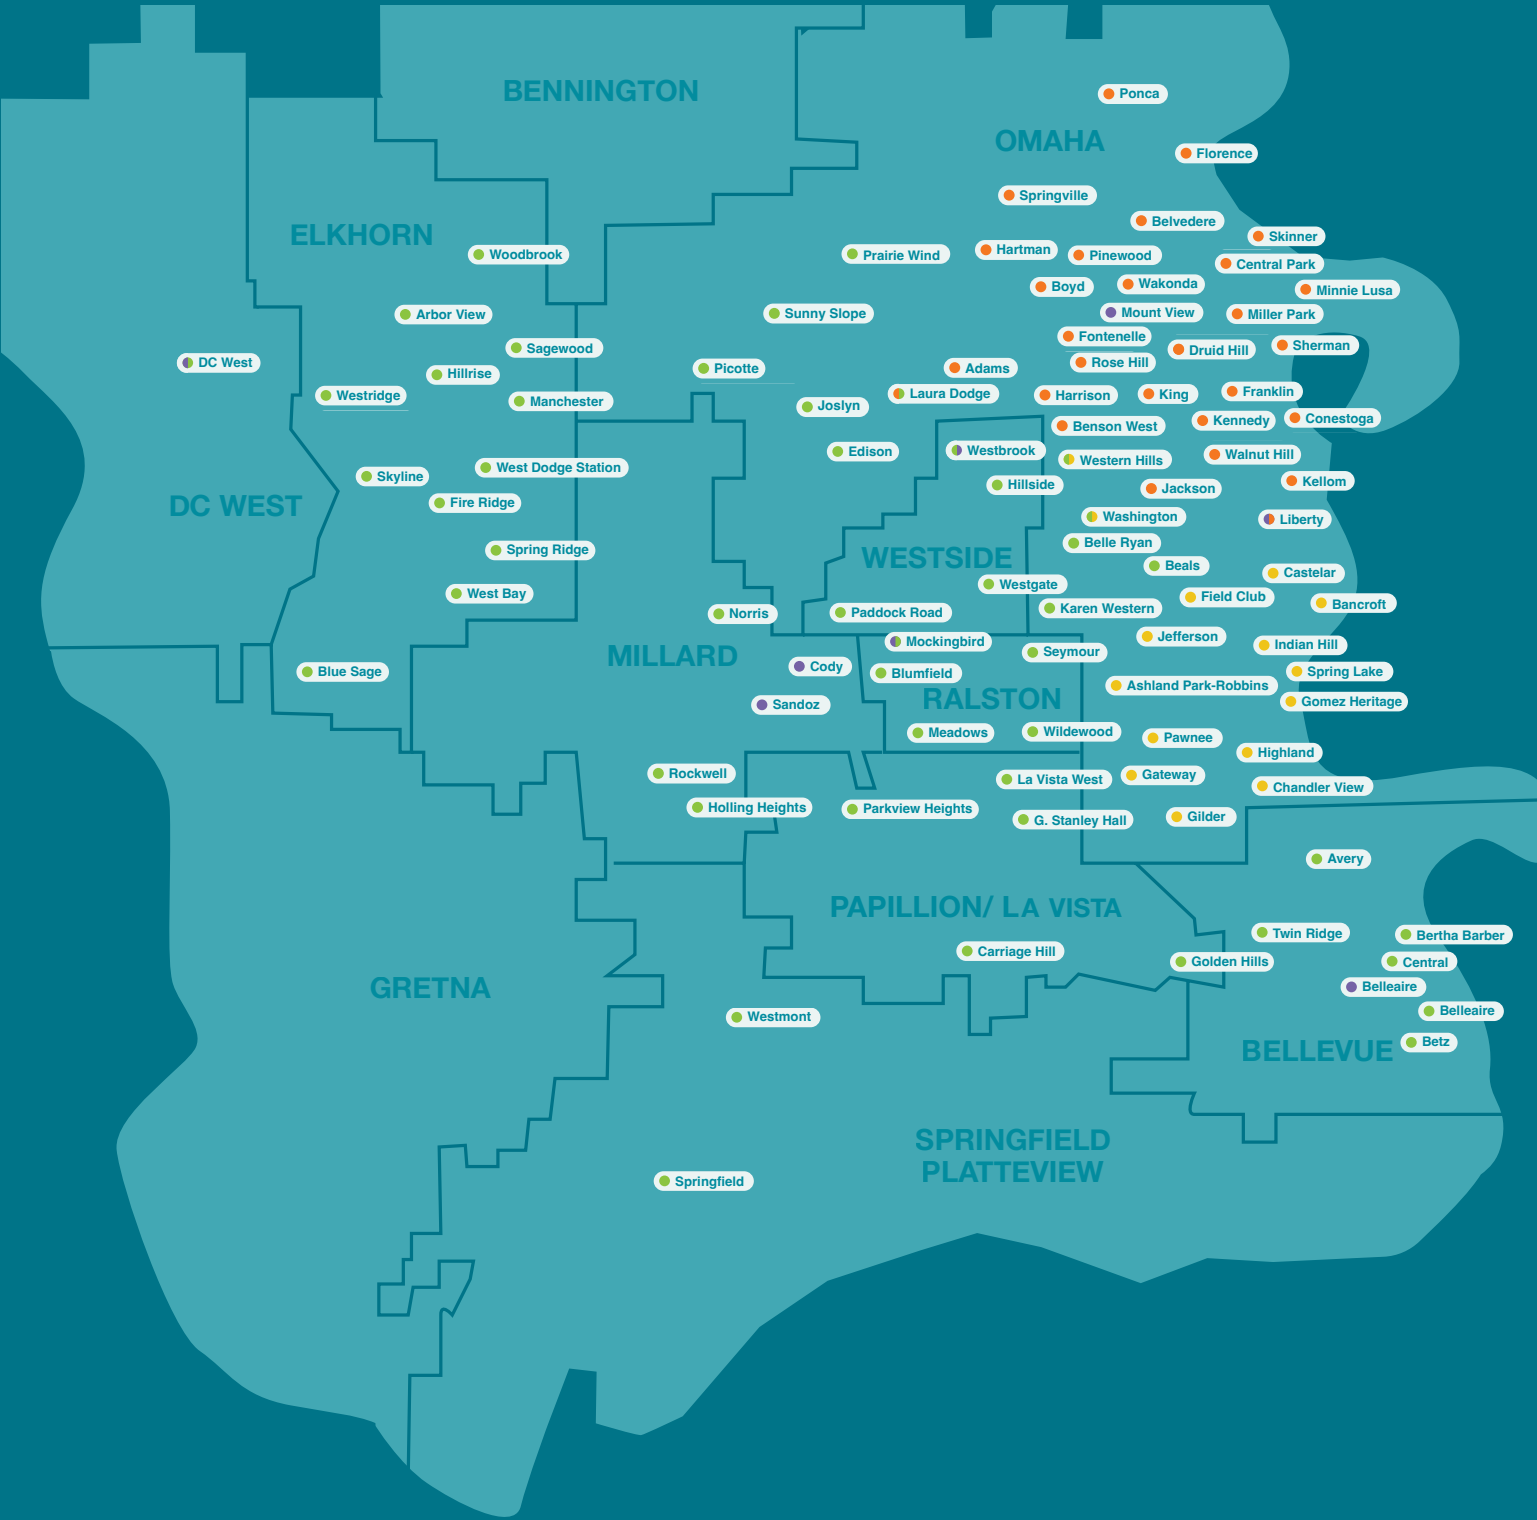 BENNINGTON
Ponca
OMAHA
Florence
Springville
Belvedere
ELKHORN
Skinner
Woodbrook
Prairie Wind
Hartman
Pinewood
Central Park
Boyd
Wakonda
Minnie Lusa
Arbor View
Sunny Slope
Mount View
Miller Park
Fontenelle
Sagewood
Druid Hill
Sherman
DC West
Hillrise
Picotte
Adams
Rose Hill
Westridge
Manchester
Joslyn
Laura Dodge
Harrison
King
Franklin
Benson West
Kennedy
Conestoga
Edison
Westbrook
Western Hills
Walnut Hill
Skyline
West Dodge Station
Hillside
Jackson
Kellom
DC WEST
Fire Ridge
Washington
Liberty
Spring Ridge
WESTSIDE
Belle Ryan
Beals
Castelar
West Bay
Westgate
Field Club
Bancroft
Norris
Paddock Road
Karen Western
MILLARD
Mockingbird
Seymour
Jefferson
Indian Hill
Blue Sage
Cody
Blumfield
Spring Lake
Ashland Park-Robbins
Sandoz
RALSTON
Gomez Heritage
Meadows
Wildewood
Pawnee
Highland
Rockwell
La Vista West
Gateway
Chandler View
Holling Heights
Parkview Heights
G. Stanley Hall
Gilder
Avery
PAPILLION/ LA VISTA
Twin Ridge
Bertha Barber
Carriage Hill
Golden Hills
Central
GRETNA
Belleaire
Westmont
Belleaire
BELLEVUE
Betz
SPRINGFIELD
PLATTEVIEW
Springfield